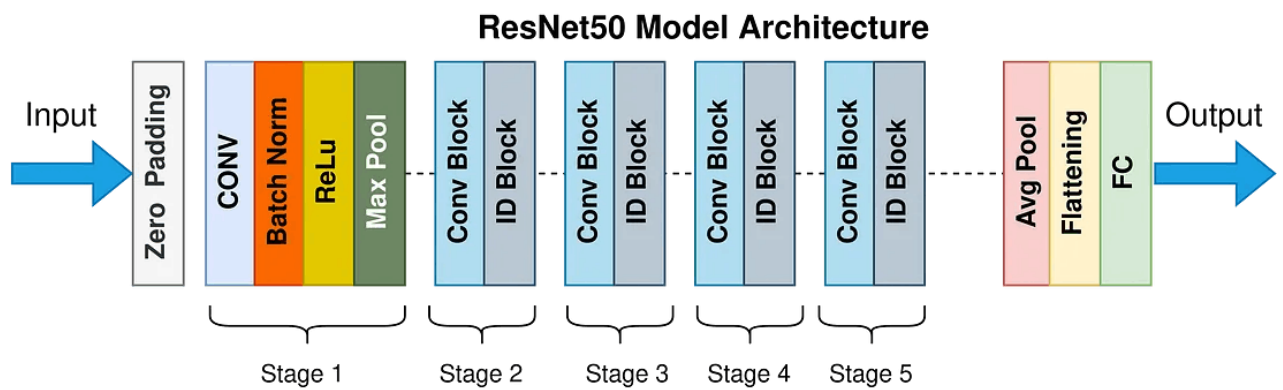 ResNet50 Model Architecture
Input
Zero Padding
CONV
Batch Norm
ReLu
Max Pool
Conv Block
ID Block
Conv Block
ID Block
Conv Block
ID Block
Conv Block
ID Block
Avg Pool
Flattening
FC
Output
Stage 1
Stage 2
Stage 3
Stage 4
Stage 5